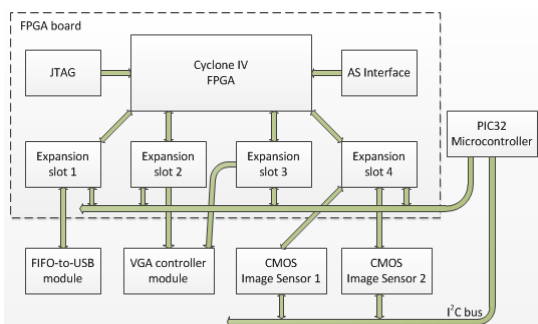 FPGA board
JTAG
Cyclone IV
FPGA
AS Interface
PIC32
Microcontroller
Expansion
slot 1
Expansion
slot 2
Expansion
slot 3
Expansion
slot 4
FIFO-to-USB
module
VGA controller
module
CMOS
Image Sensor 1
CMOS
Image Sensor 2
I²C bus